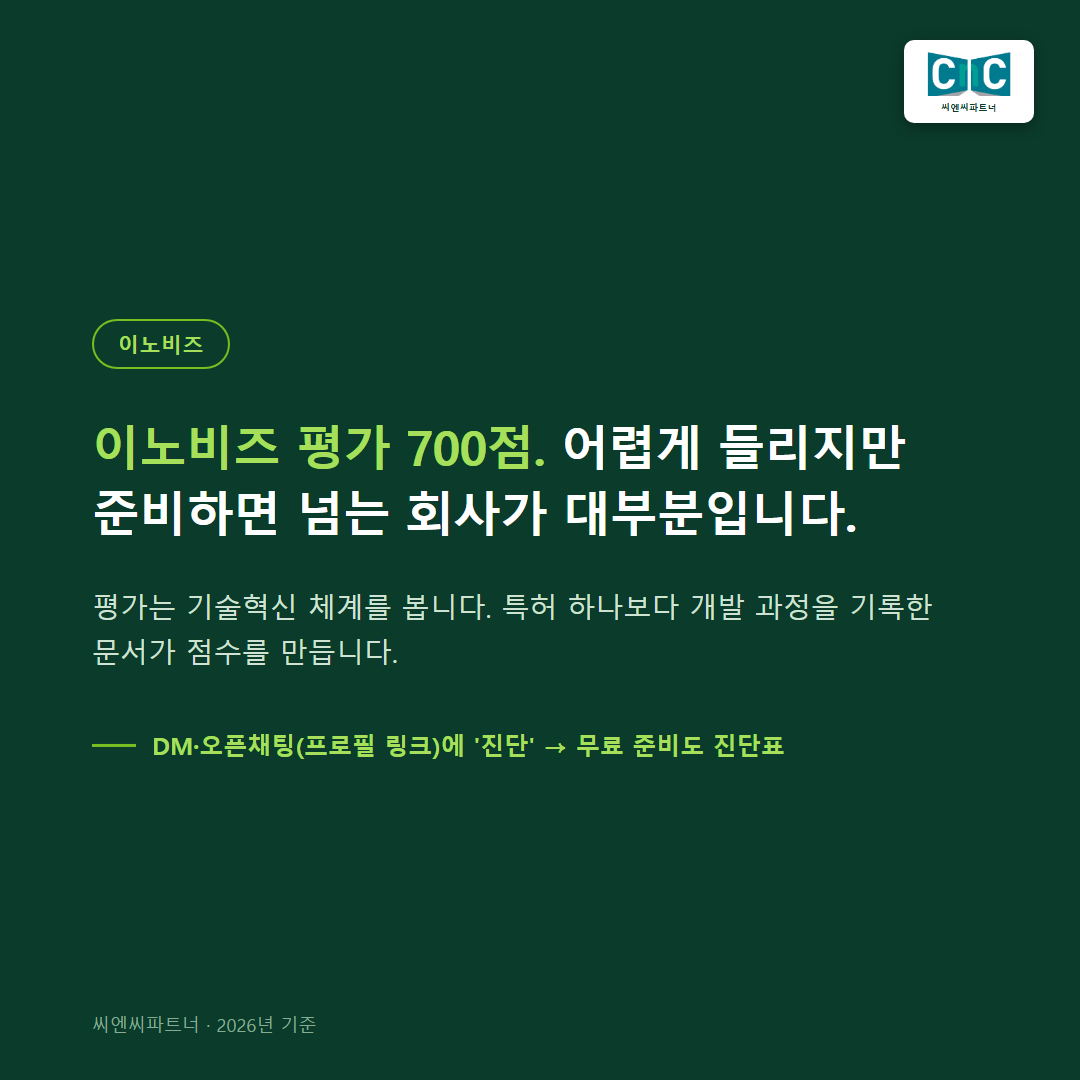 CnC
씨엔씨파트너
이노비즈
이노비즈 평가 700점. 어렵게 들리지만
준비하면 넘는 회사가 대부분입니다.
평가는 기술혁신 체계를 봅니다. 특허 하나보다 개발 과정을 기록한
문서가 점수를 만듭니다.
DM·오픈채팅(프로필 링크)에 '진단' → 무료 준비도 진단표
씨엔씨파트너 · 2026년 기준